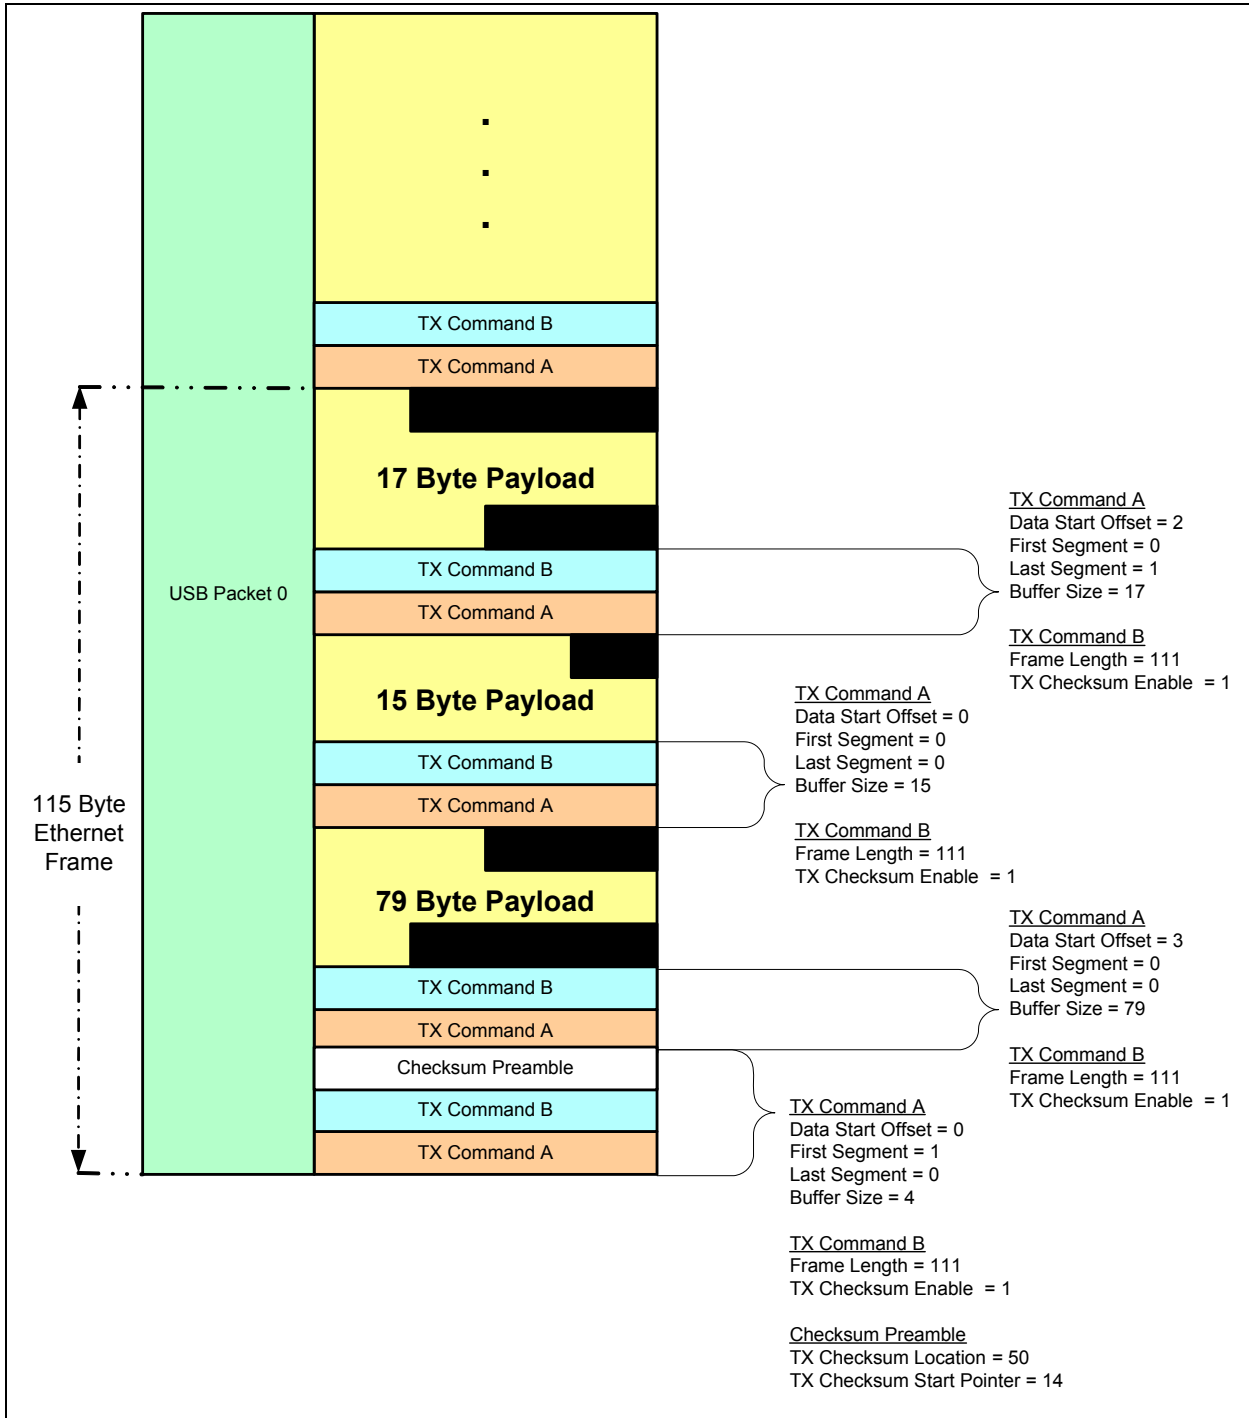 TX Command B
TX Command A
17 Byte Payload
TX Command B
TX Command A
USB Packet 0
15 Byte Payload
TX Command B
TX Command A
79 Byte Payload
TX Command B
TX Command A
Checksum Preamble
TX Command B
TX Command A
115 Byte
Ethernet
Frame
TX Command A
Data Start Offset = 2
First Segment = 0
Last Segment = 1
Buffer Size = 17
TX Command B
Frame Length = 111
TX Checksum Enable = 1
TX Command A
Data Start Offset = 0
First Segment = 0
Last Segment = 0
Buffer Size = 15
TX Command B
Frame Length = 111
TX Checksum Enable = 1
TX Command A
Data Start Offset = 3
First Segment = 0
Last Segment = 0
Buffer Size = 79
TX Command B
Frame Length = 111
TX Checksum Enable = 1
TX Command A
Data Start Offset = 0
First Segment = 1
Last Segment = 0
Buffer Size = 4
TX Command B
Frame Length = 111
TX Checksum Enable = 1
Checksum Preamble
TX Checksum Location = 50
TX Checksum Start Pointer = 14